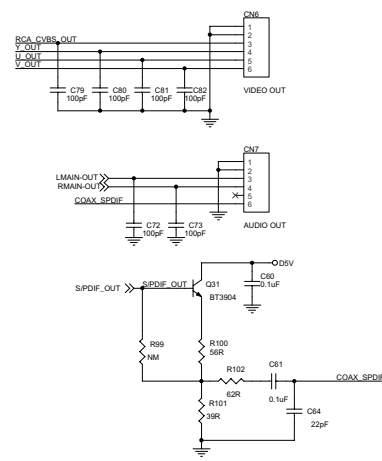 CN6
RCA_CVBS_OUT
Y_OUT
U_OUT
V_OUT
1
2
3
4
5
6
C79
100pF
C80
100pF
C81
100pF
C82
100pF
VIDEO OUT
CN7
LMAIN-OUT
RMAIN-OUT
COAX_SPDIF
1
2
3
4
5
6
C72
100pF
C73
100pF
AUDIO OUT
D5V
S/PDIF_OUT
S/PDIF_OUT
Q31
BT3904
C60
0.1uF
R99
NM
R100
56R
R102
62R
C61
0.1uF
COAX_SPDIF
R101
39R
C64
22pF